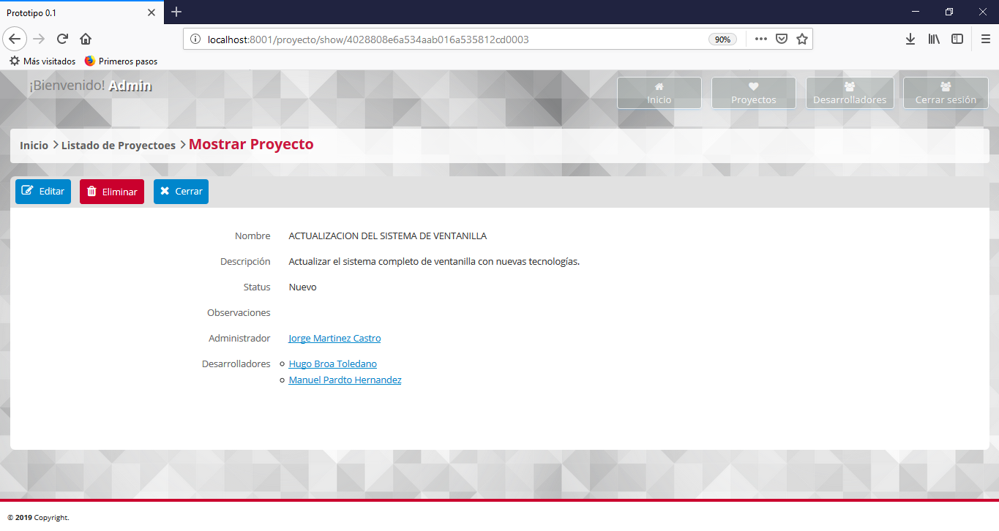 Prototipo 0.1
localhost:8001/proyecto/show/4028808e6a534aab016a535812cd0003
90%
Más visitados
Primeros pasos
¡Bienvenido! Admin
Inicio
Proyectos
Desarrolladores
Cerrar sesión
Inicio > Listado de Proyectoes > Mostrar Proyecto
Editar
Eliminar
Cerrar
Nombre ACTUALIZACION DEL SISTEMA DE VENTANILLA
Descripción Actualizar el sistema completo de ventanilla con nuevas tecnologías.
Status Nuevo
Observaciones
Administrador Jorge Martinez Castro
Desarrolladores Hugo Broa Toledano
Manuel Pardto Hernandez
© 2019 Copyright.